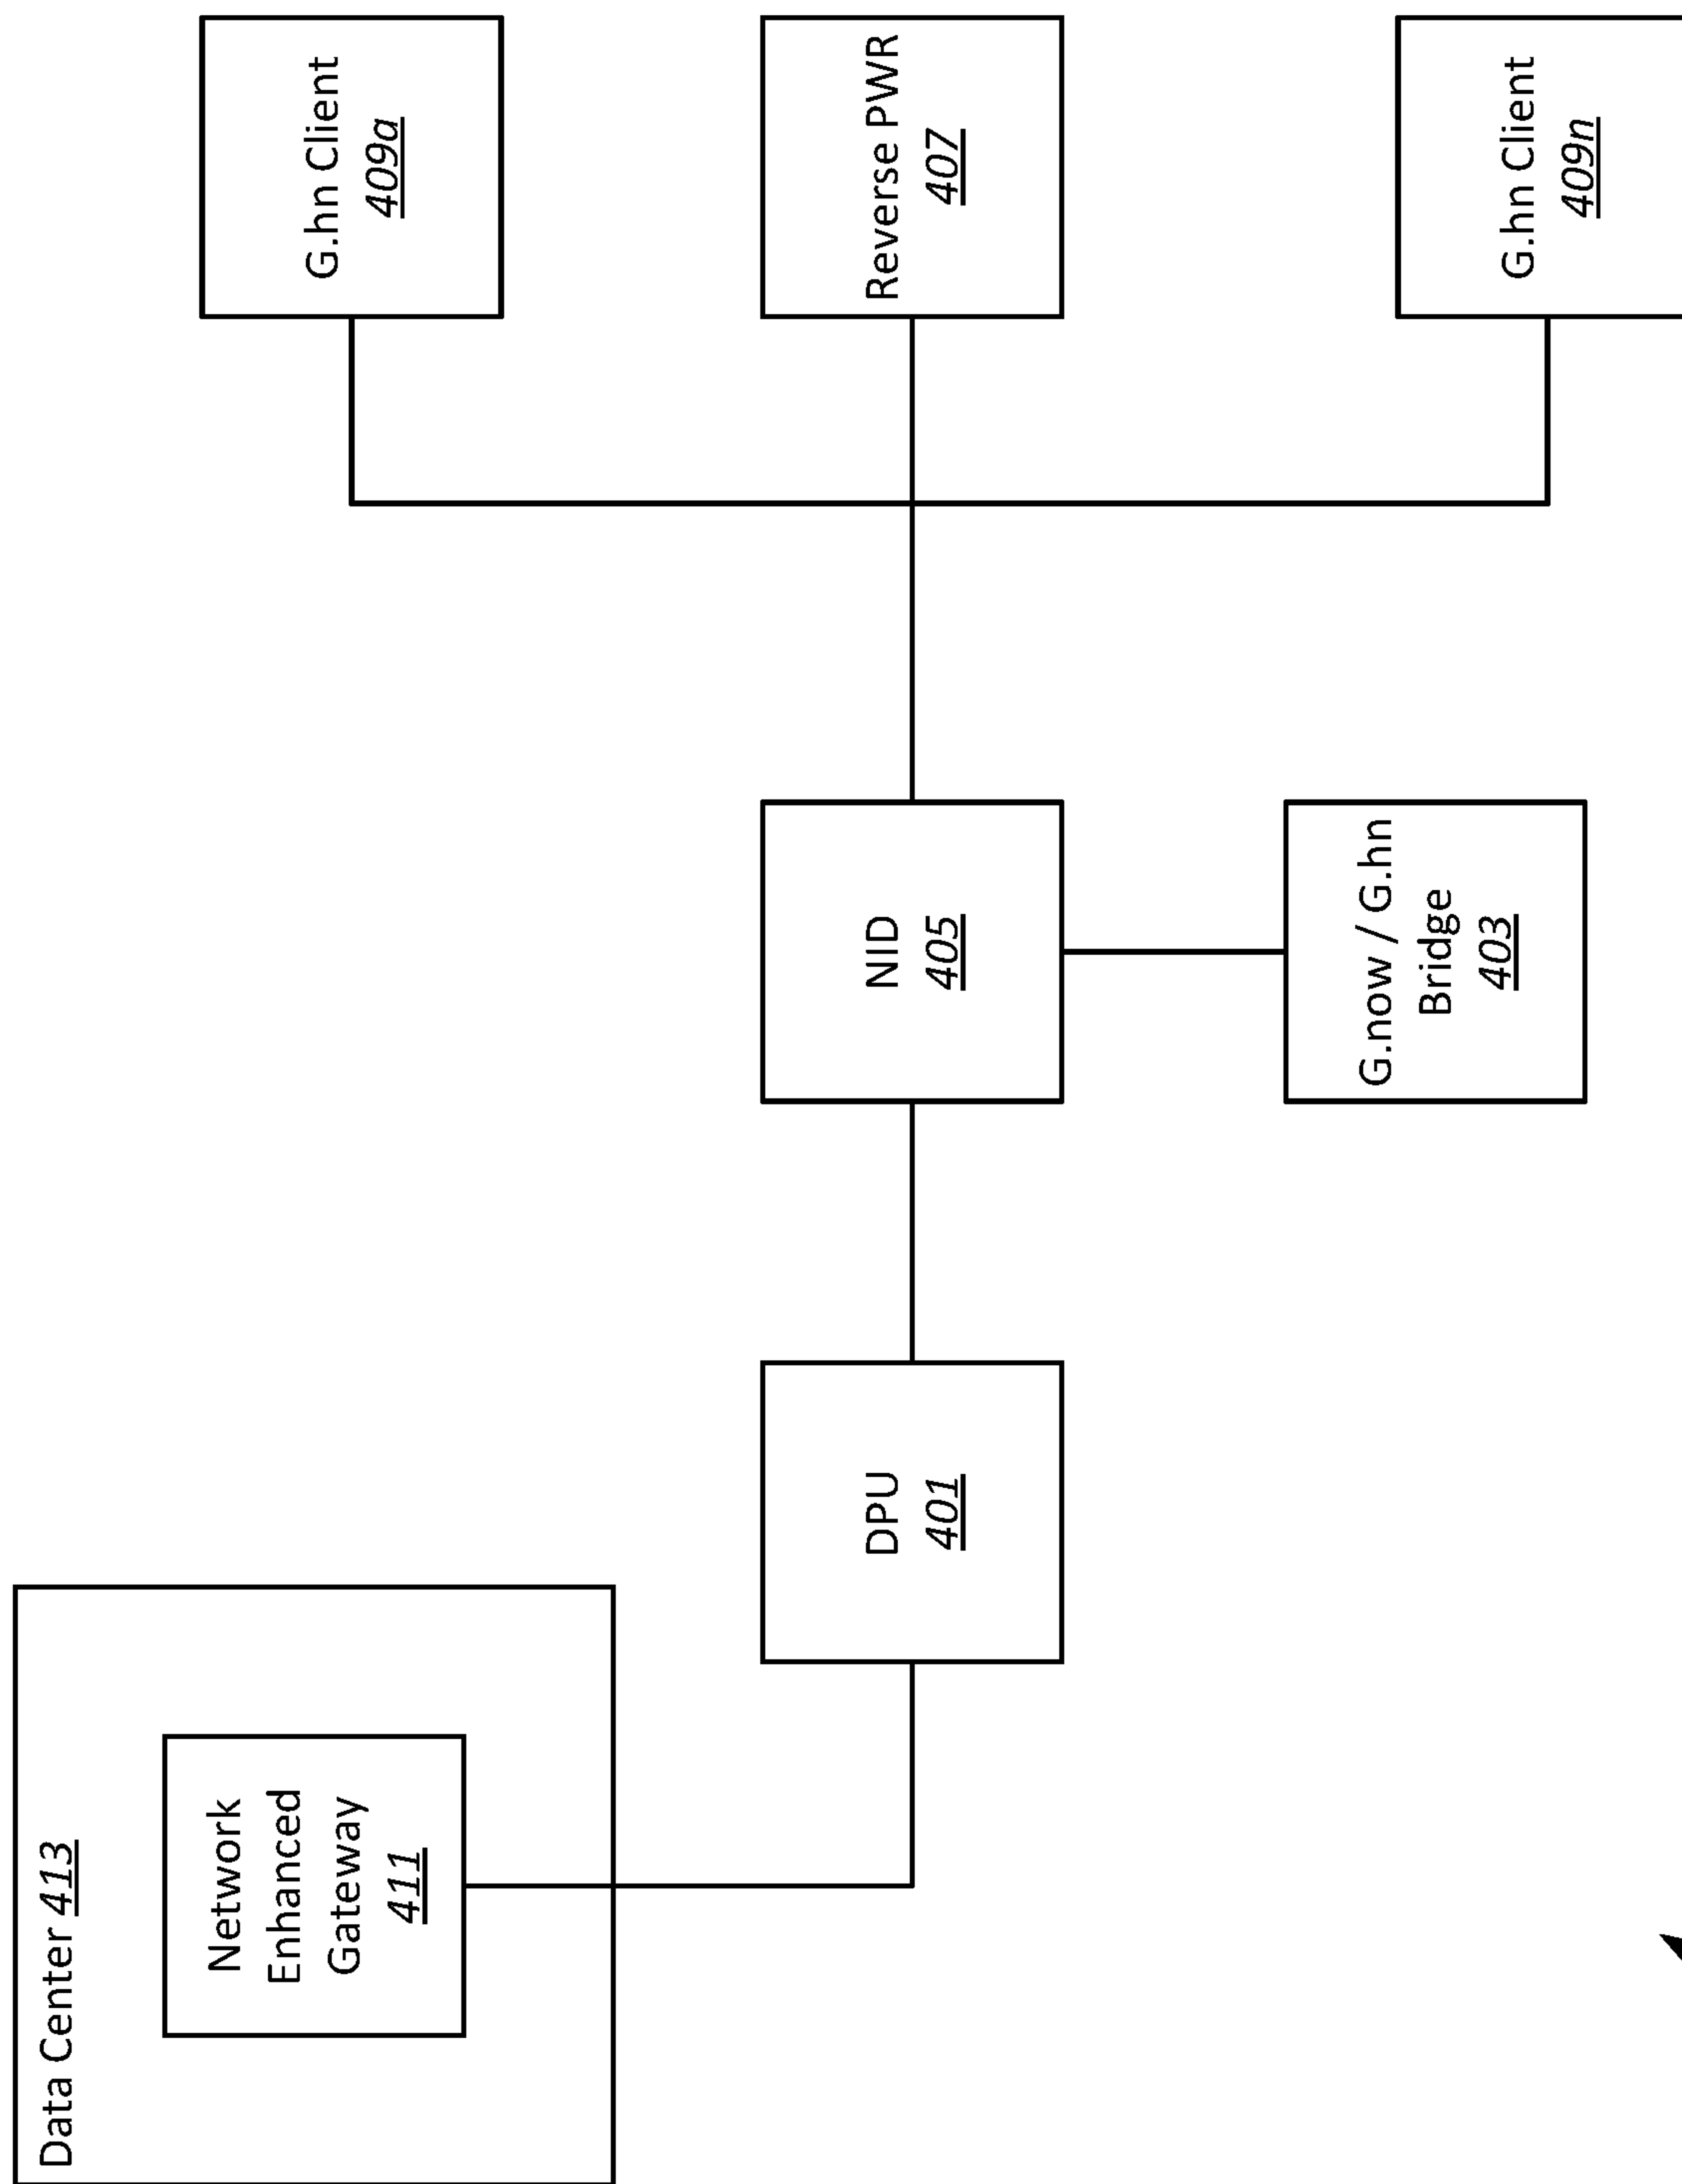 Data Center 413
Network
Enhanced
Gateway
411
DPU
401
NID
405
G.now / G.hn
Bridge
403
G.hn Client
409a
Reverse PWR
407
G.hn Client
409n